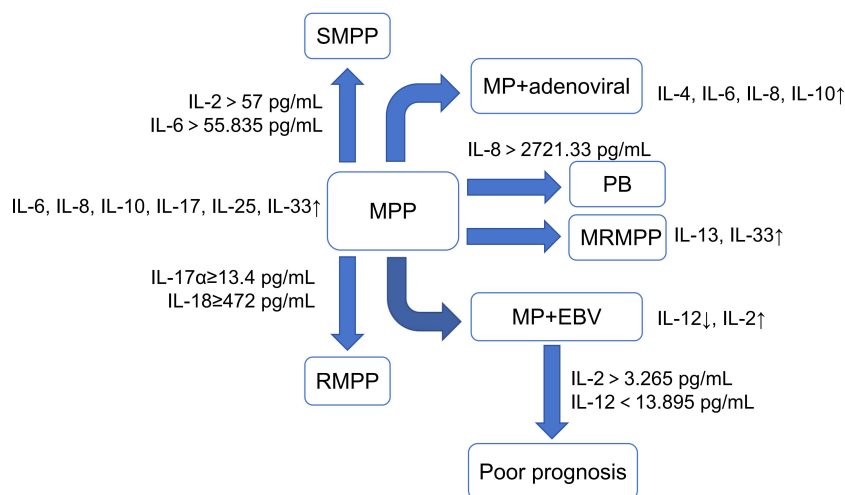 SMPP
MP+adenoviral
IL-4, IL-6, IL-8, IL-10↑
IL-2 > 57 pg/mL
IL-6 > 55.835 pg/mL
IL-8 > 2721.33 pg/mL
PB
IL-6, IL-8, IL-10, IL-17, IL-25, IL-33↑
MPP
MRMPP
IL-13, IL-33↑
IL-17α≥13.4 pg/mL
IL-18≥472 pg/mL
MP+EBV
IL-12↓, IL-2↑
RMPP
IL-2 > 3.265 pg/mL
IL-12 < 13.895 pg/mL
Poor prognosis